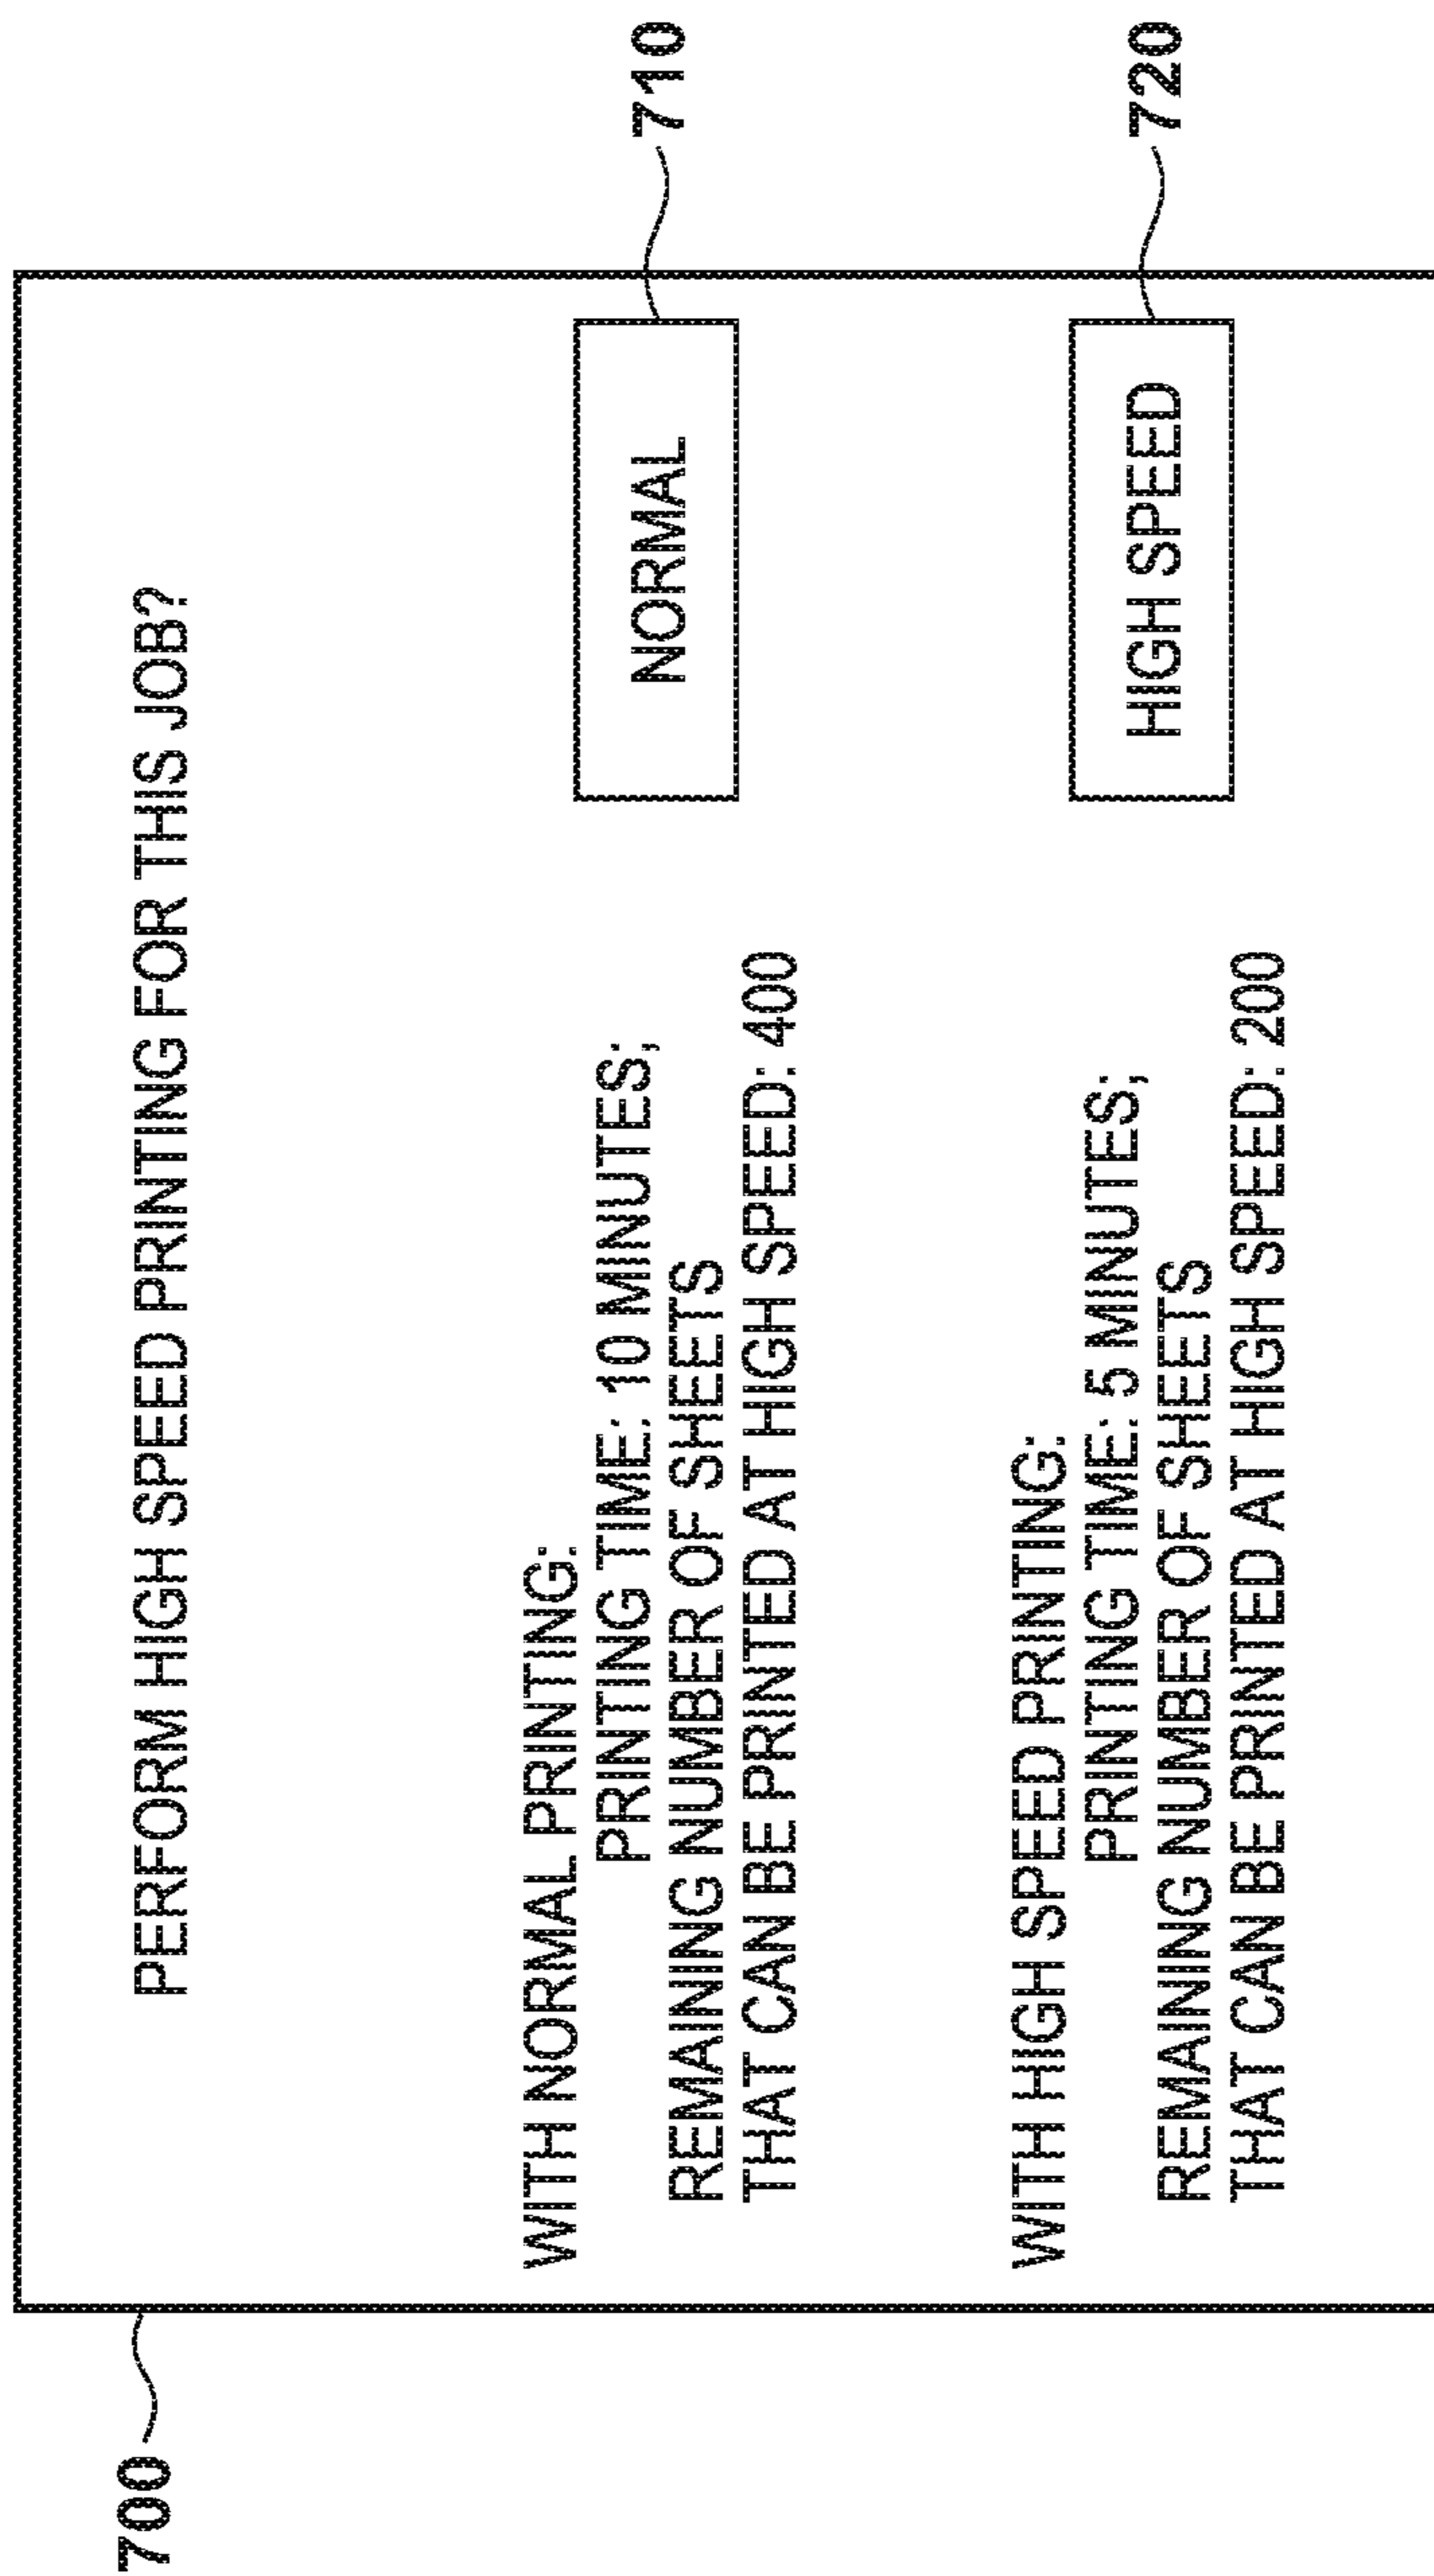 700
PERFORM HIGH SPEED PRINTING FOR THIS JOB?
WITH NORMAL PRINTING:
PRINTING TIME: 10 MINUTES;
REMAINING NUMBER OF SHEETS
THAT CAN BE PRINTED AT HIGH SPEED: 400
NORMAL
710
WITH HIGH SPEED PRINTING:
PRINTING TIME: 5 MINUTES;
REMAINING NUMBER OF SHEETS
THAT CAN BE PRINTED AT HIGH SPEED: 200
HIGH SPEED
720